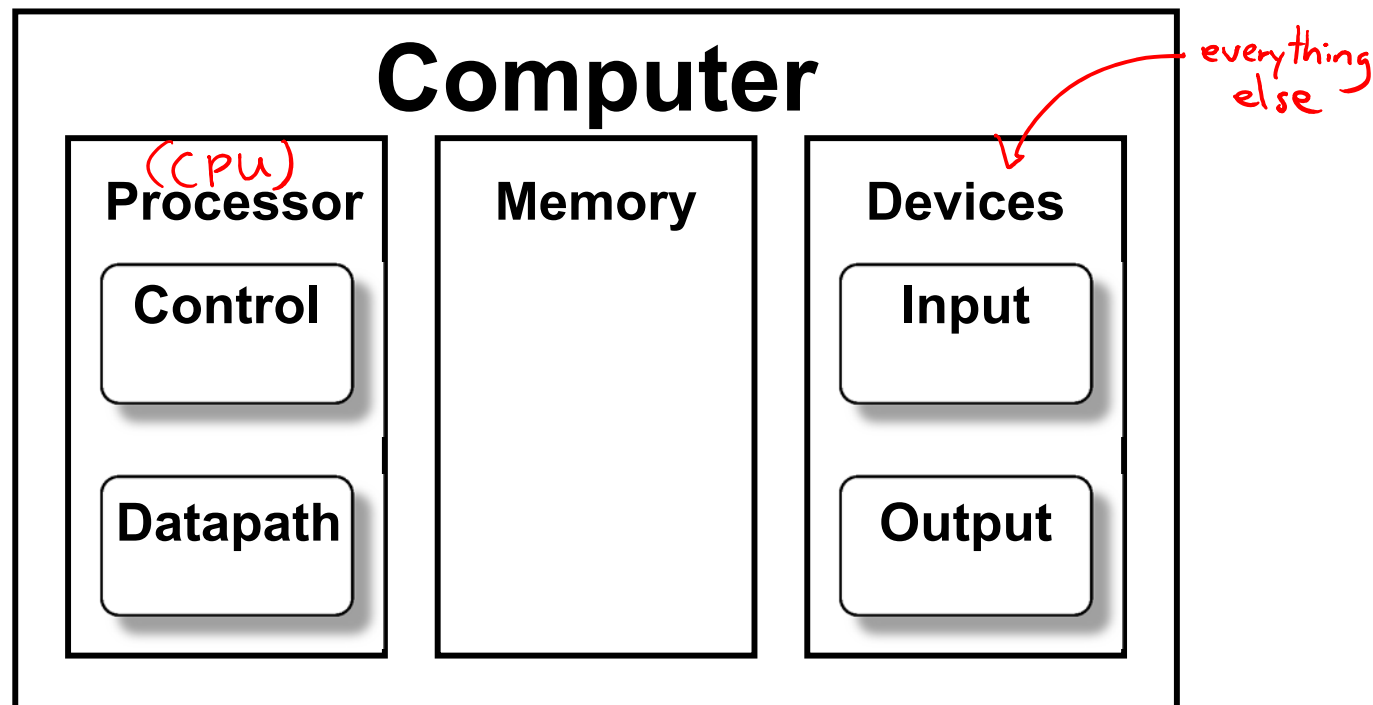 Computer
everything
else
(CPU)
Processor
Control
Datapath
Memory
Devices
Input
Output